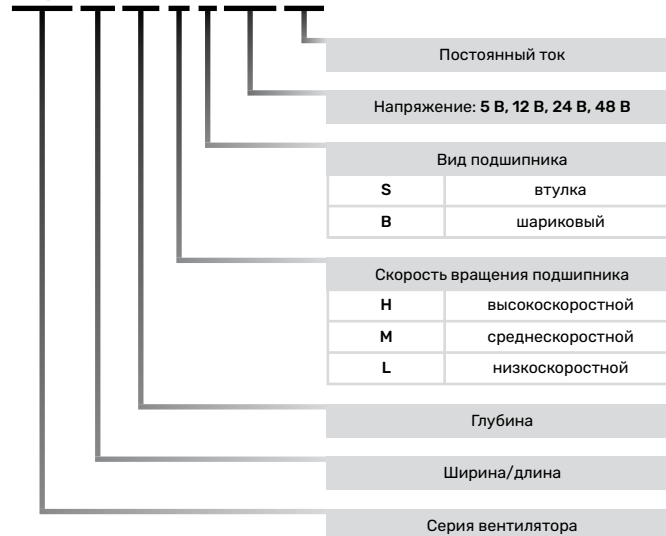 Постоянный ток
Напряжение: 5 В, 12 В, 24 В, 48 В
Вид подшипника
S втулка
B шариковый
Скорость вращения подшипника
H высокоскоростной
M среднескоростной
L низкоскоростной
Глубина
Ширина/длина
Серия вентилятора